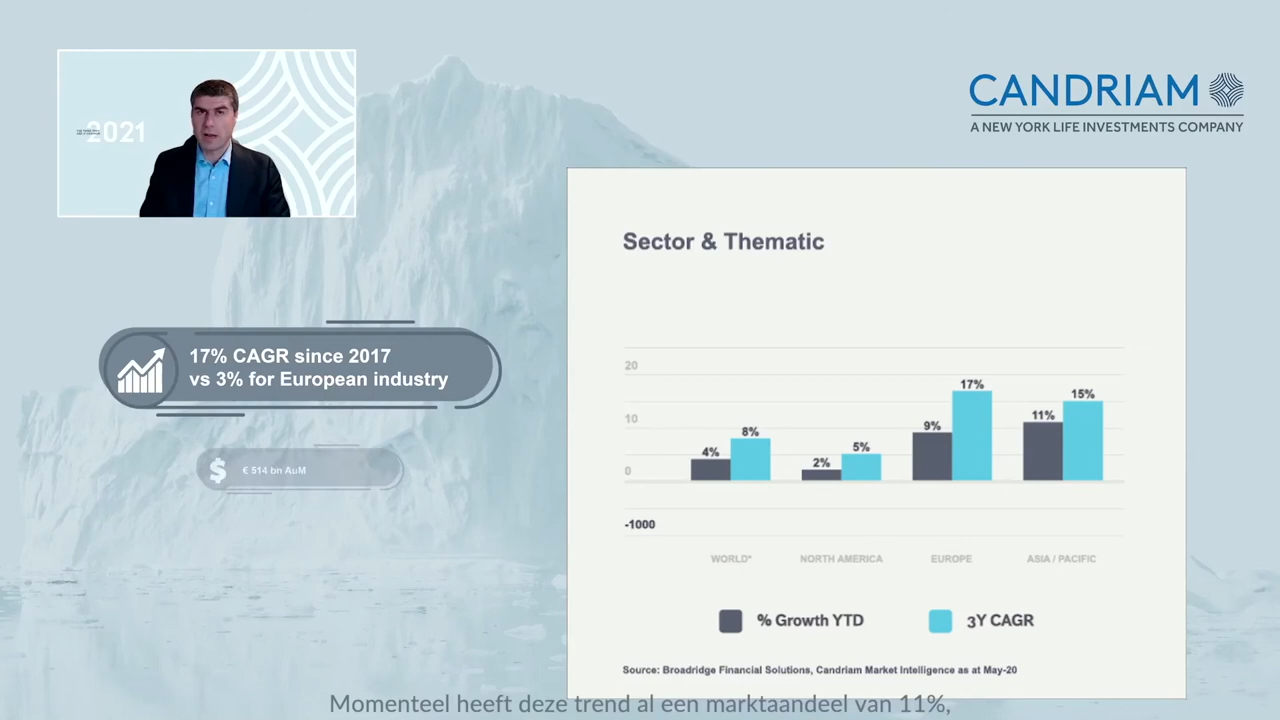 2021
CANDRIAM
A NEW YORK LIFE INVESTMENTS COMPANY
Sector & Thematic
17% CAGR since 2017
vs 3% for European industry
€ 514 bn AuM
20
10
0
-1000
4%
8%
2%
5%
9%
17%
11%
15%
WORLD*
NORTH AMERICA
EUROPE
ASIA / PACIFIC
% Growth YTD
3Y CAGR
Source: Broadridge Financial Solutions, Candriam Market Intelligence as at May-20
Momenteel heeft deze trend al een marktaandeel van 11%,